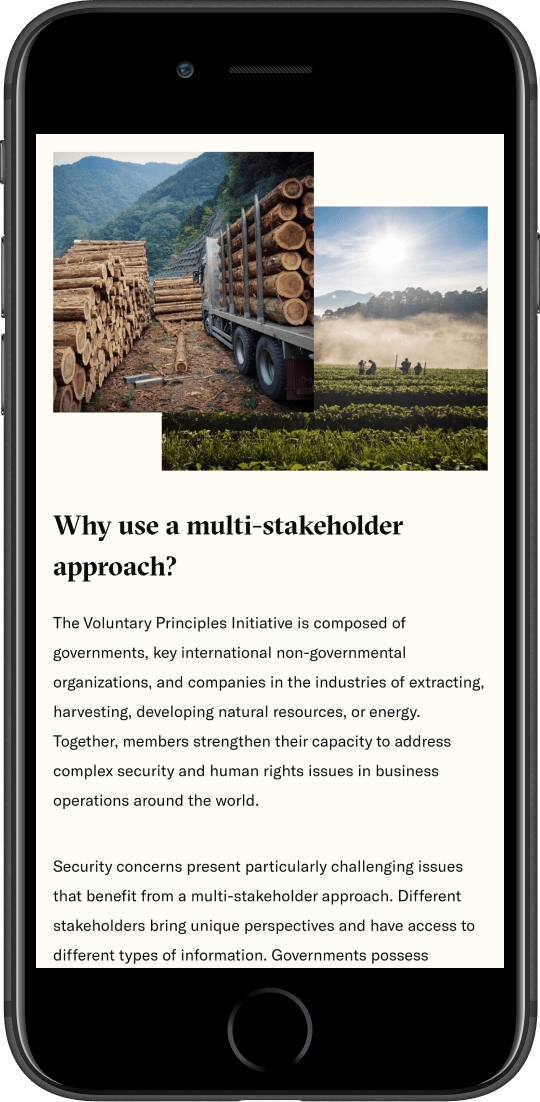 Why use a multi-stakeholder
approach?
The Voluntary Principles Initiative is composed of
governments, key international non-governmental
organizations, and companies in the industries of extracting,
harvesting, developing natural resources, or energy.
Together, members strengthen their capacity to address
complex security and human rights issues in business
operations around the world.
Security concerns present particularly challenging issues
that benefit from a multi-stakeholder approach. Different
stakeholders bring unique perspectives and have access to
different types of information. Governments possess